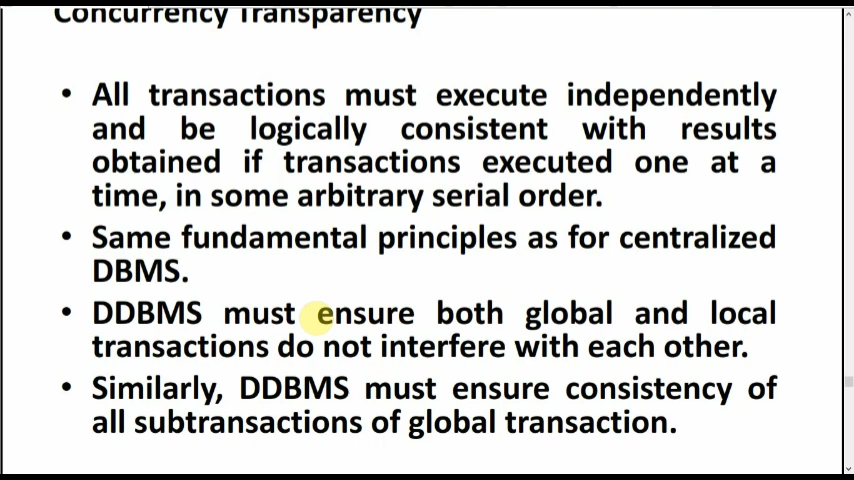 Concurrency Transparency
• All transactions must execute independently
and be logically consistent with results
obtained if transactions executed one at a
time, in some arbitrary serial order.
• Same fundamental principles as for centralized
DBMS.
• DDBMS must ensure both global and local
transactions do not interfere with each other.
• Similarly, DDBMS must ensure consistency of
all subtransactions of global transaction.